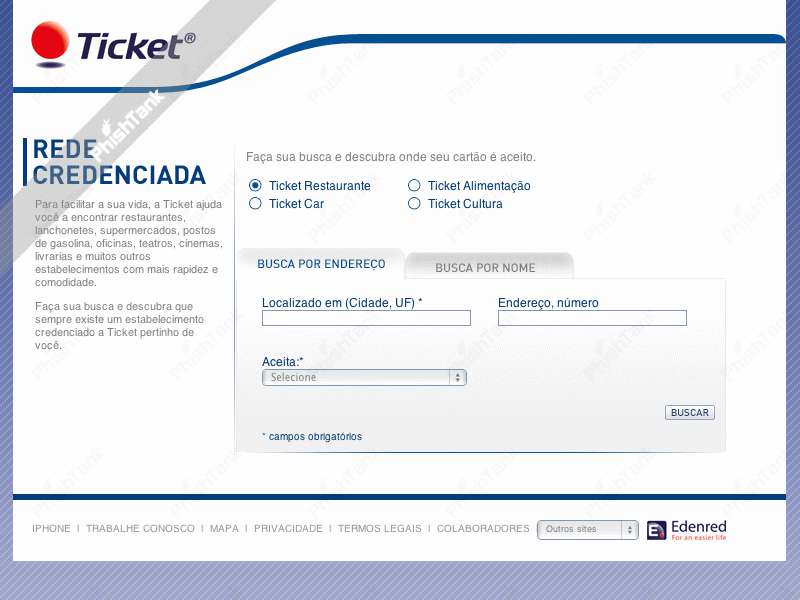 Ticket®
PhishTank
REDE
CREDENCIADA
Para facilitar a sua vida, a Ticket ajuda
você a encontrar restaurantes,
lanchonetes, supermercados, postos
de gasolina, oficinas, teatros, cinemas,
livrarias e muitos outros
estabelecimentos com mais rapidez e
comodidade.
Faça sua busca e descubra que
sempre existe um estabelecimento
credenciado a Ticket pertinho de
você.
Faça sua busca e descubra onde seu cartão é aceito.
Ticket Restaurante
Ticket Alimentação
Ticket Car
Ticket Cultura
BUSCA POR ENDEREÇO
BUSCA POR NOME
Localizado em (Cidade, UF) *
Endereço, número
Aceita:*
Selecione
BUSCAR
* campos obrigatórios
IPHONE | TRABALHE CONOSCO | MAPA | PRIVACIDADE | TERMOS LEGAIS | COLABORADORES
Outros sites
Edenred
For an easier life